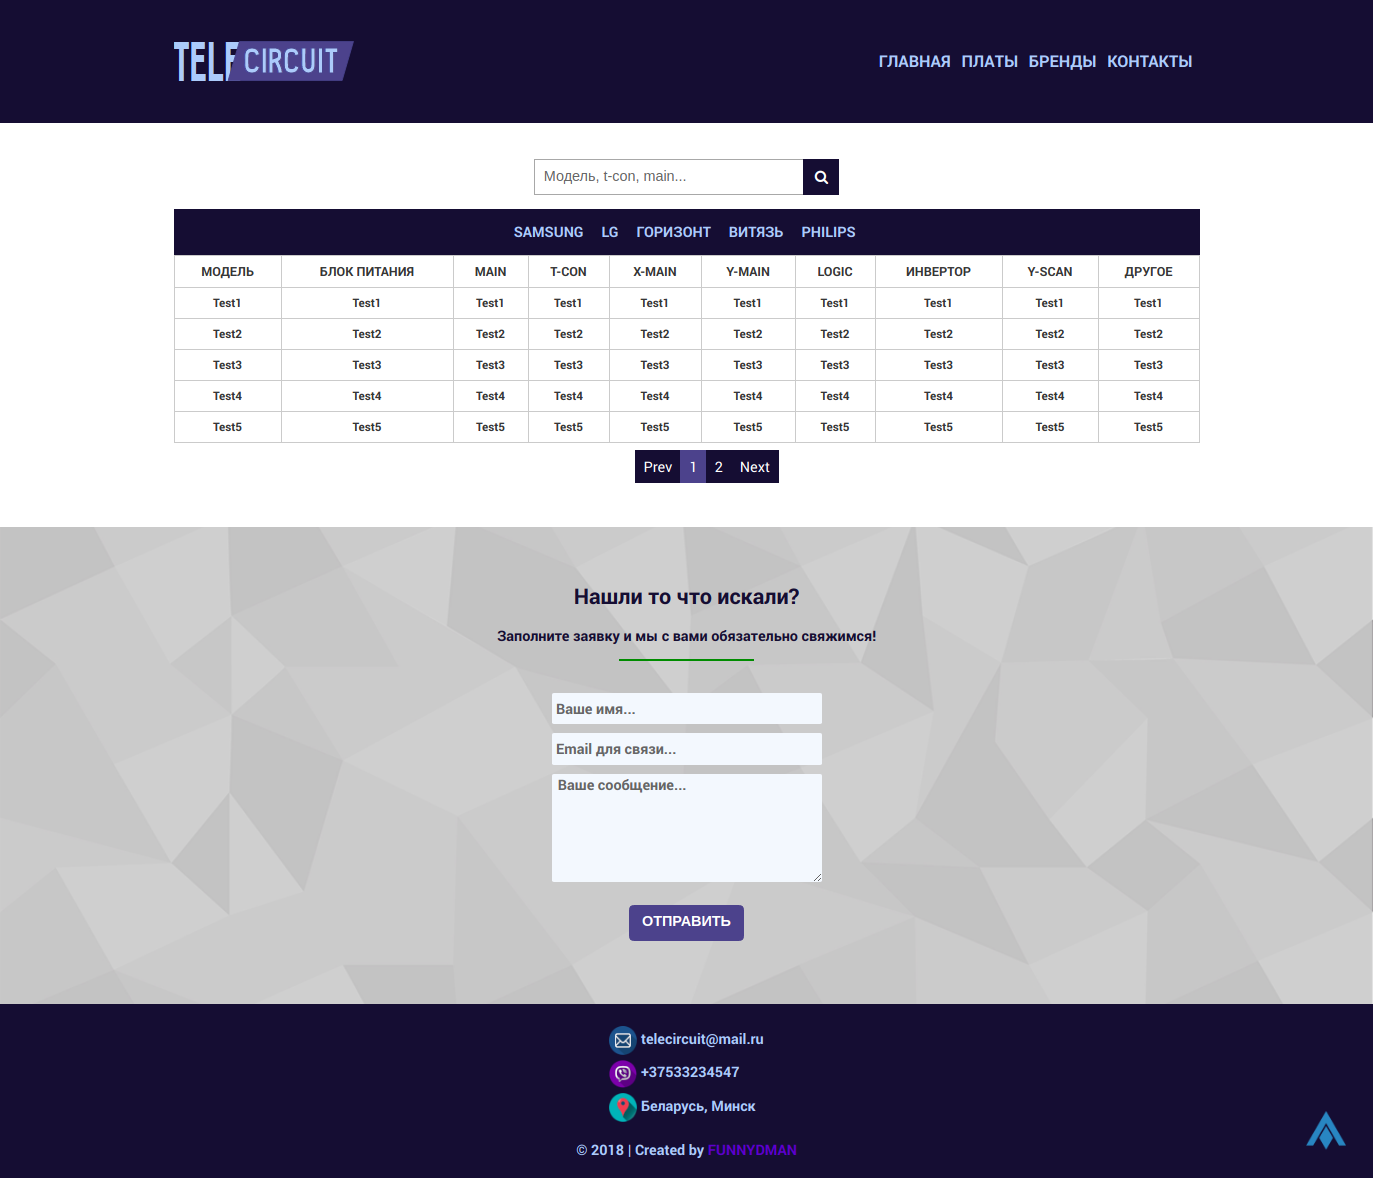 TELE CIRCUIT
ГЛАВНАЯ ПЛАТЫ БРЕНДЫ КОНТАКТЫ
Модель, t-con, main...
SAMSUNG LG ГОРИЗОНТ ВИТЯЗЬ PHILIPS
МОДЕЛЬ БЛОК ПИТАНИЯ MAIN T-CON X-MAIN Y-MAIN LOGIC ИНВЕРТОР Y-SCAN ДРУГОЕ
Test1 Test1 Test1 Test1 Test1 Test1 Test1 Test1 Test1 Test1
Test2 Test2 Test2 Test2 Test2 Test2 Test2 Test2 Test2 Test2
Test3 Test3 Test3 Test3 Test3 Test3 Test3 Test3 Test3 Test3
Test4 Test4 Test4 Test4 Test4 Test4 Test4 Test4 Test4 Test4
Test5 Test5 Test5 Test5 Test5 Test5 Test5 Test5 Test5 Test5
Prev 1 2 Next
Нашли то что искали?
Заполните заявку и мы с вами обязательно свяжимся!
Ваше имя...
Email для связи...
Ваше сообщение...
ОТПРАВИТЬ
telecircuit@mail.ru
+37533234547
Беларусь, Минск
© 2018 | Created by FUNNYDMAN